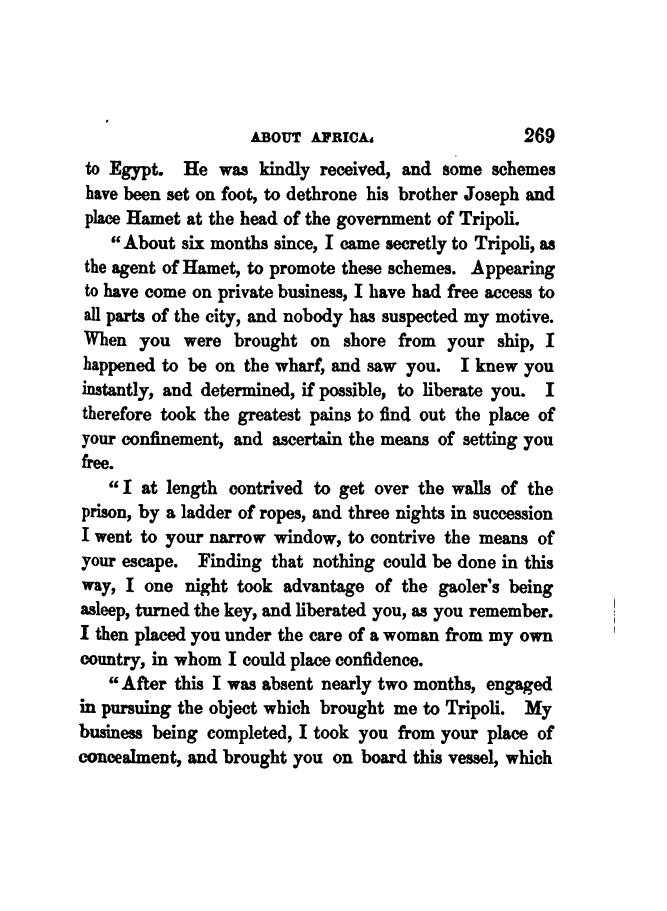 ABOUT AFRICA. 269
to Egypt. He was kindly received, and some schemes
have been set on foot, to dethrone his brother Joseph and
place Hamet at the head of the government of Tripoli.
“About six months since, I came secretly to Tripoli, as
the agent of Hamet, to promote these schemes. Appearing
to have come on private business, I have had free access to
all parts of the city, and nobody has suspected my motive.
When you were brought on shore from your ship, I
happened to be on the wharf, and saw you. I knew you
instantly, and determined, if possible, to liberate you. I
therefore took the greatest pains to find out the place of
your confinement, and ascertain the means of setting you
free.
“I at length contrived to get over the walls of the
prison, by a ladder of ropes, and three nights in succession
I went to your narrow window, to contrive the means of
your escape. Finding that nothing could be done in this
way, I one night took advantage of the gaoler's being
asleep, turned the key, and liberated you, as you remember.
I then placed you under the care of a woman from my own
country, in whom I could place confidence.
“After this I was absent nearly two months, engaged
in pursuing the object which brought me to Tripoli. My
business being completed, I took you from your place of
concealment, and brought you on board this vessel, which